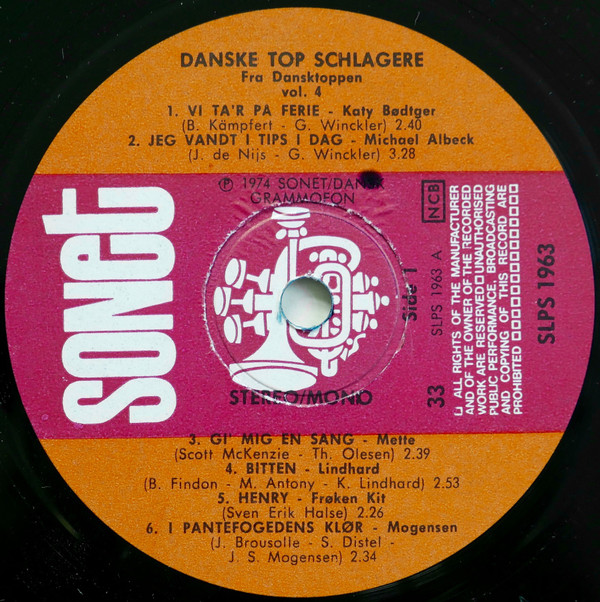 DANSKE TOP SCHLAGERE
Fra Dansktoppen
vol. 4
1. VI TA'R PA FERIE - Katy Bødtger
(B. Kämpfert - G. Winckler) 2.40
2. JEG VANDT I TIPS I DAG - Michael Albeck
(J. de Nijs - G. Winckler) 3.28
Ⓟ 1974 SONET/DANSK
GRAMMOFON
SONET
NCB
Side 1
SLPS 1963 A
33
ALL RIGHTS OF THE MANUFACTURER
AND OF THE OWNER OF THE RECORDED
WORK ARE RESERVED UNAUTHORISED
PUBLIC PERFORMANCE, BROADCASTING
AND COPYING OF THIS RECORD ARE
PROHIBITED
SLPS 1963
STEREO/MONO
3. GI' MIG EN SANG - Mette
(Scott McKenzie - Th. Olesen) 2.39
4. BITTEN - Lindhard
(B. Findon - M. Antony - K. Lindhard) 2.53
5. HENRY - Frøken Kit
(Sven Erik Halse) 2.26
6. I PANTEFOGEDENS KLØR - Mogensen
(J. Brousolle - S. Distel -
J. S. Mogensen) 2.34